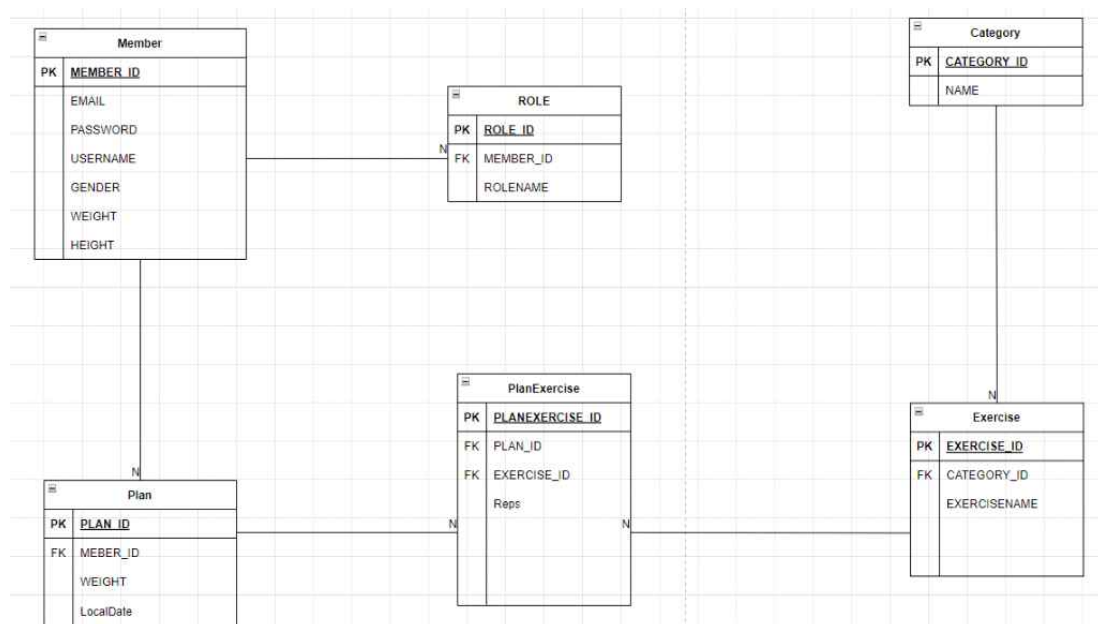 Member
PK MEMBER_ID
EMAIL
PASSWORD
USERNAME
GENDER
WEIGHT
HEIGHT
ROLE
PK ROLE_ID
N FK MEMBER_ID
ROLENAME
Category
PK CATEGORY_ID
NAME
N
Plan
PK PLAN_ID
FK MEBER_ID
WEIGHT
LocalDate
PlanExercise
PK PLANEXERCISE_ID
FK PLAN_ID
FK EXERCISE_ID
Reps
N
N
N
Exercise
PK EXERCISE_ID
FK CATEGORY_ID
EXERCISENAME